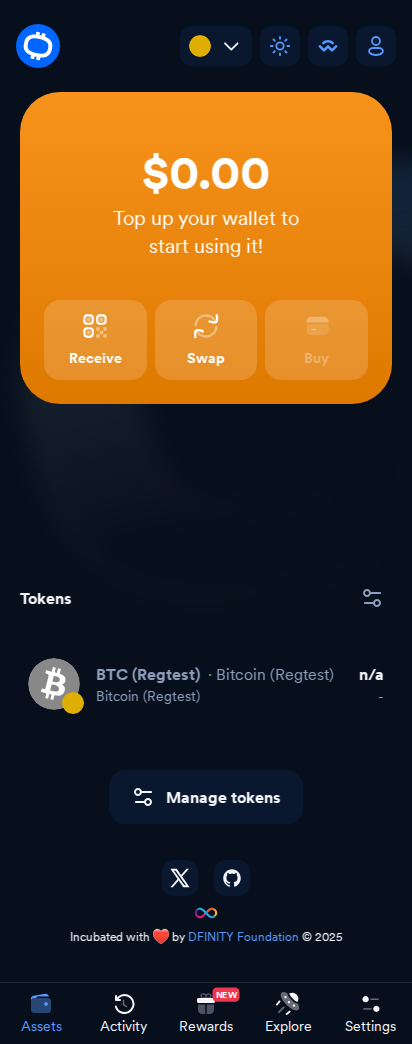 $0.00
Top up your wallet to
start using it!
Receive
Swap
Buy
Tokens
BTC (Regtest) · Bitcoin (Regtest) n/a
Bitcoin (Regtest) -
Manage tokens
Incubated with ❤️ by DFINITY Foundation © 2025
NEW
Assets
Activity
Rewards
Explore
Settings